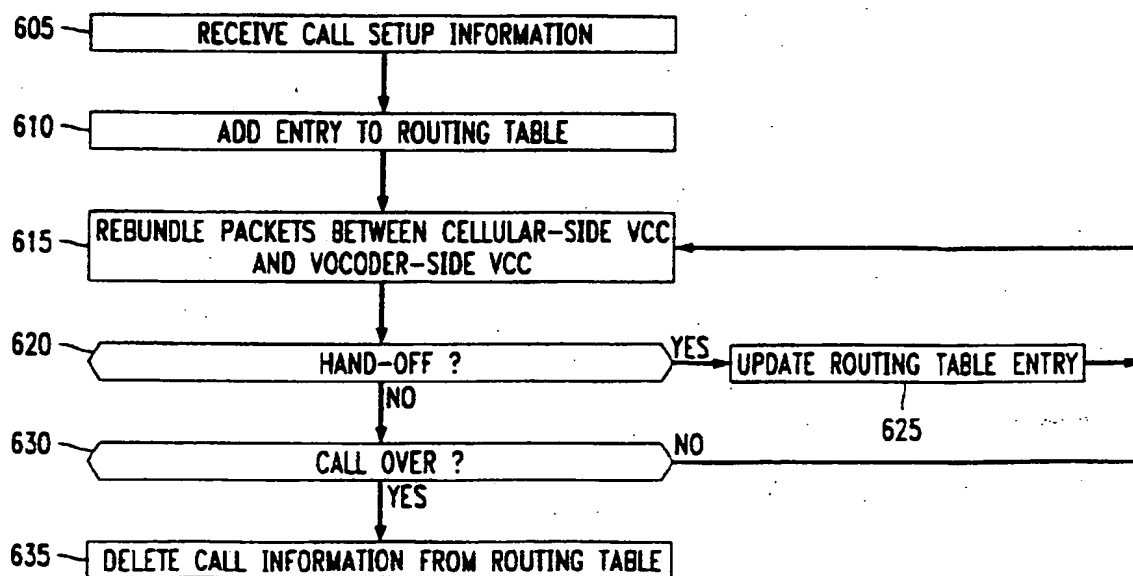 605
RECEIVE CALL SETUP INFORMATION
610
ADD ENTRY TO ROUTING TABLE
615
REBUNDLE PACKETS BETWEEN CELLULAR-SIDE VCC
AND VOCODER-SIDE VCC
620
HAND-OFF ?
YES
UPDATE ROUTING TABLE ENTRY
625
NO
630
CALL OVER ?
NO
YES
635
DELETE CALL INFORMATION FROM ROUTING TABLE